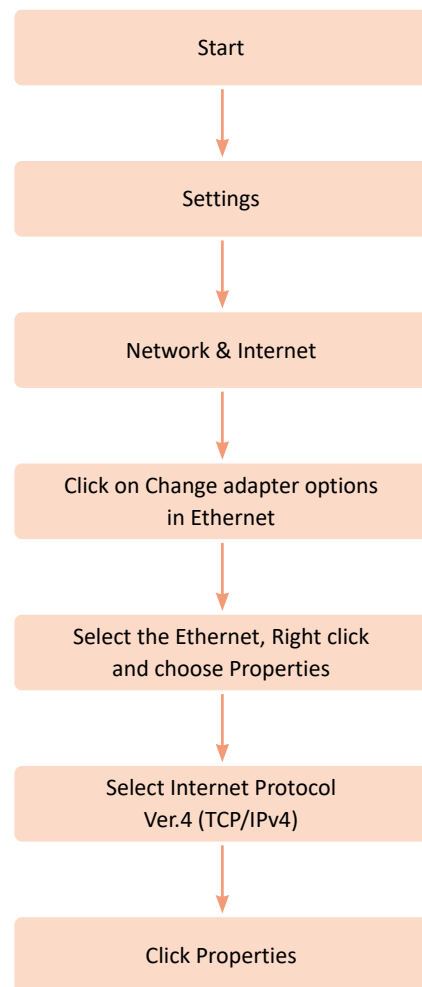 Start
Settings
Network & Internet
Click on Change adapter options
in Ethernet
Select the Ethernet, Right click
and choose Properties
Select Internet Protocol
Ver.4 (TCP/IPv4)
Click Properties